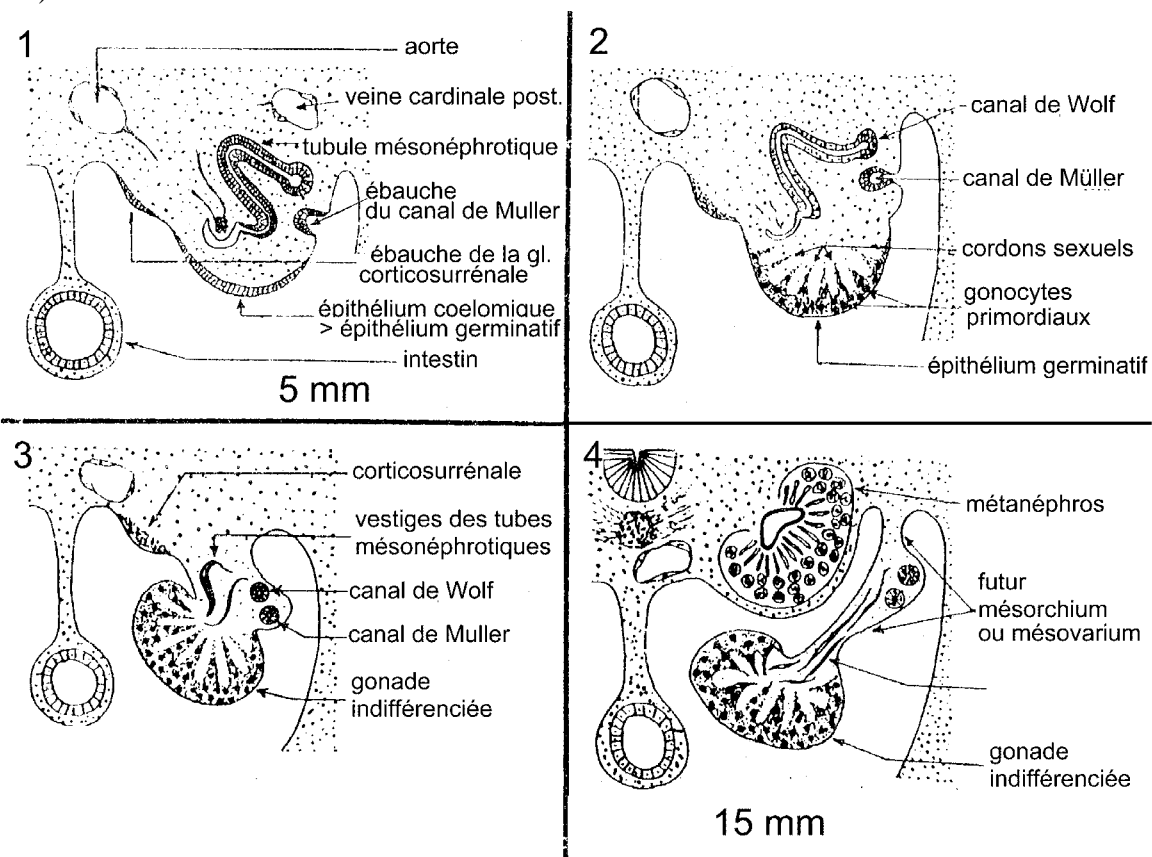 1
aorte
veine cardinale post.
tubule mésonéphrotique
ébauche
du canal de Muller
ébauche de la gl.
corticosurrénale
épithélium coelomique
> épithélium germinatif
intestin
5 mm
2
canal de Wolf
canal de Müller
cordons sexuels
gonocytes
primordiaux
épithélium germinatif
3
corticosurrénale
vestiges des tubes
mésonéphrotiques
canal de Wolf
canal de Muller
gonade
indifférenciée
4
métanéphros
futur
mésorchium
ou mésovarium
gonade
indifférenciée
15 mm